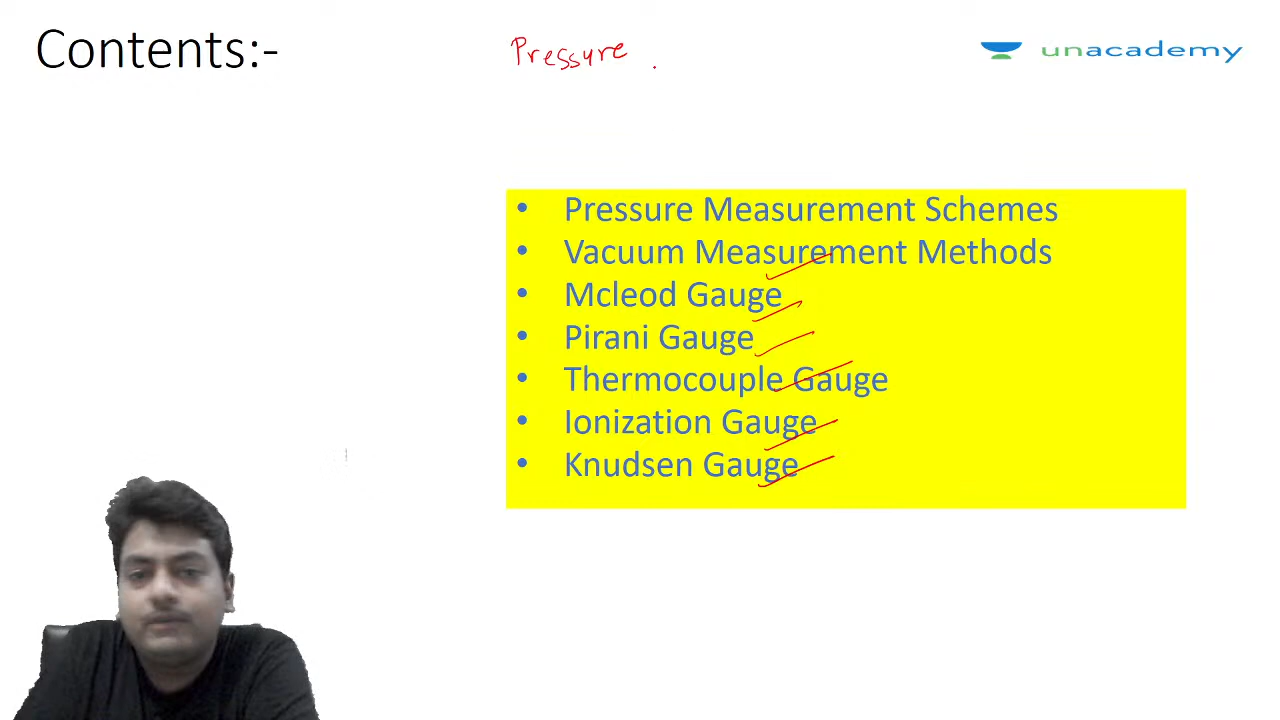 Contents:-
Pressure
unacademy
• Pressure Measurement Schemes
• Vacuum Measurement Methods
• Mcleod Gauge
• Pirani Gauge
• Thermocouple Gauge
• Ionization Gauge
• Knudsen Gauge